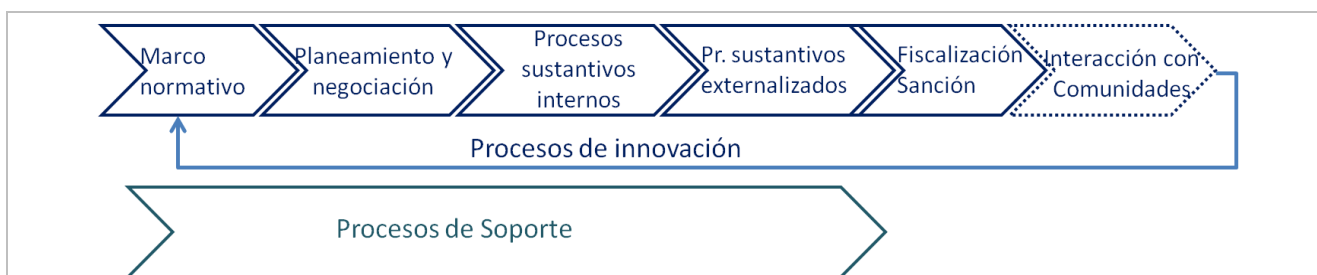 Marco
normativo
Planeamiento y
negociación
Procesos
sustantivos
internos
Pr. sustantivos
externalizados
Fiscalización
Sanción
Interacción con
Comunidades
Procesos de innovación
Procesos de Soporte